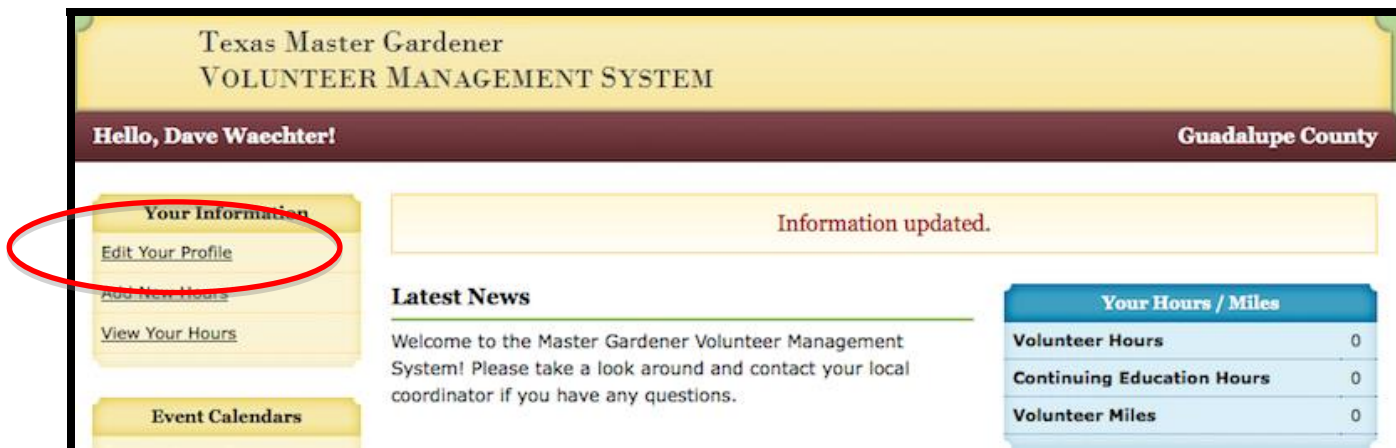 Texas Master Gardener
VOLUNTEER MANAGEMENT SYSTEM
Hello, Dave Waechter!
Guadalupe County
Your Information
Edit Your Profile
Add New Hours
View Your Hours
Event Calendars
Information updated.
Latest News
Welcome to the Master Gardener Volunteer Management
System! Please take a look around and contact your local
coordinator if you have any questions.
Your Hours / Miles
Volunteer Hours 0
Continuing Education Hours 0
Volunteer Miles 0